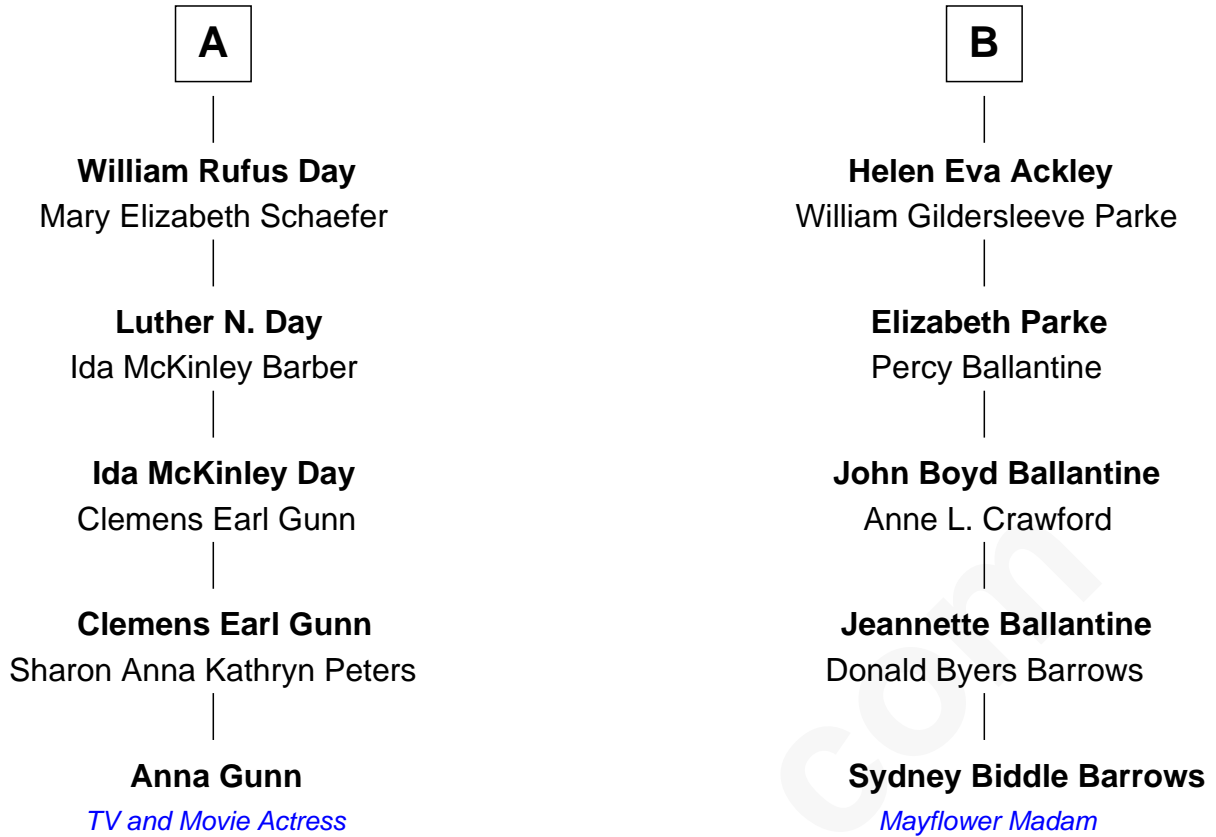 A
William Rufus Day
Mary Elizabeth Schaefer
Luther N. Day
Ida McKinley Barber
Ida McKinley Day
Clemens Earl Gunn
Clemens Earl Gunn
Sharon Anna Kathryn Peters
Anna Gunn
TV and Movie Actress
B
Helen Eva Ackley
William Gildersleeve Parke
Elizabeth Parke
Percy Ballantine
John Boyd Ballantine
Anne L. Crawford
Jeannette Ballantine
Donald Byers Barrows
Sydney Biddle Barrows
Mayflower Madam
com